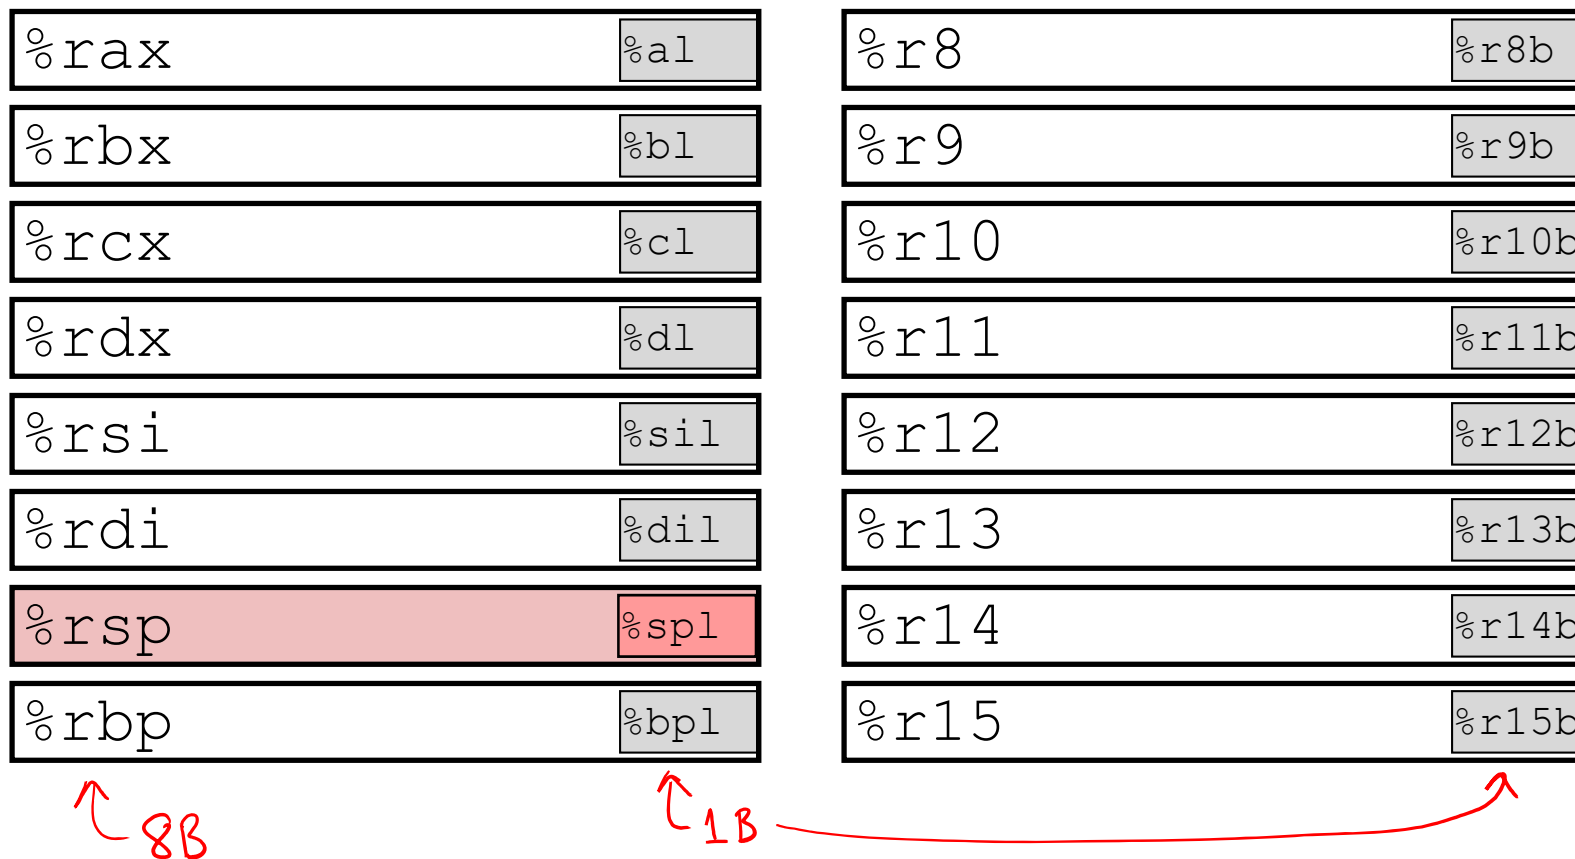 %rax %al %r8 %r8b
%rbx %bl %r9 %r9b
%rcx %cl %r10 %r10b
%rdx %dl %r11 %r11b
%rsi %sil %r12 %r12b
%rdi %dil %r13 %r13b
%rsp %spl %r14 %r14b
%rbp %bpl %r15 %r15b
8B 1B